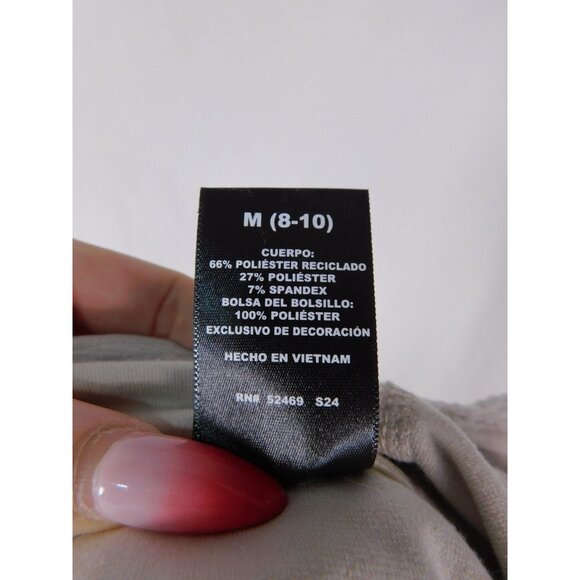 M (8-10)
CUERPO:
66% POLIÉSTER RECICLADO
27% POLIÉSTER
7% SPANDEX
BOLSA DEL BOLSILLO:
100% POLIÉSTER
EXCLUSIVO DE DECORACIÓN
HECHO EN VIETNAM
RN# 52469 S24